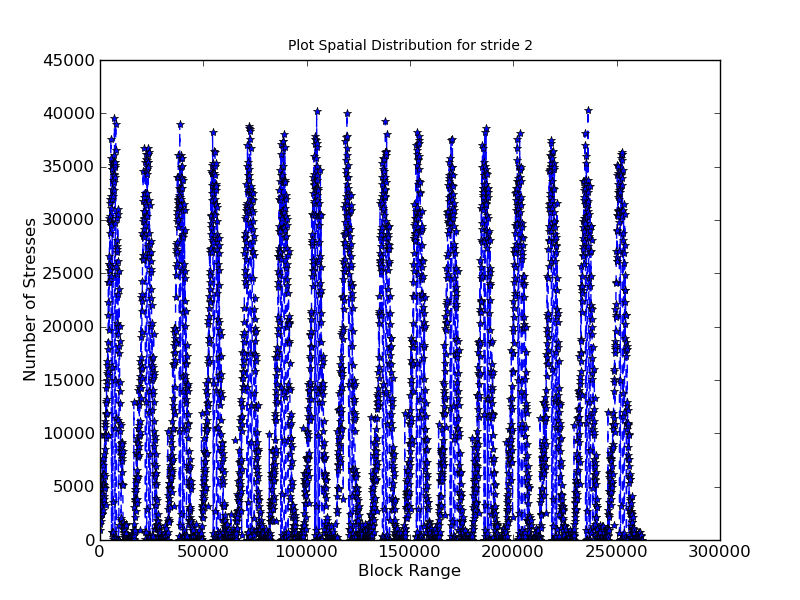 Plot Spatial Distribution for stride 2
45000
40000
35000
30000
25000
20000
15000
10000
5000
0
Number of Stresses
0 50000 100000 150000 200000 250000 300000
Block Range